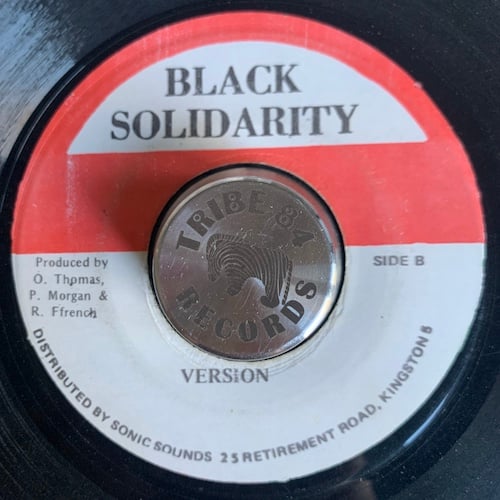 BLACK
SOLIDARITY
TRIBE 84
RECORDS
Produced by
O. Thomas,
P. Morgan &
R. Ffrench
SIDE B
VERSION
DISTRIBUTED BY SONIC SOUNDS 25 RETIREMENT ROAD, KINGSTON 5